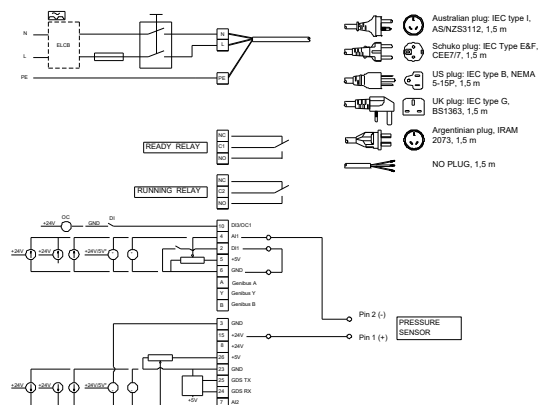 N
ELCB
L
PE
N
L
PE
Australian plug: IEC type I,
AS/NZS3112, 1,5 m
Schuko plug: IEC Type E&F,
CEE7/7, 1,5 m
US plug: IEC type B, NEMA
5-15P, 1,5 m
UK plug: IEC type G,
BS1363, 1,5 m
Argentinian plug, IRAM
2073, 1,5 m
NO PLUG, 1,5 m
READY RELAY
NC
C1
NO
RUNNING RELAY
NC
C2
NO
+24V
OC
GND
DI
10 DI3/OC1
4 AI1
+24V +24V +24V +24V/5V*
2 DI1
5 +5V
6 GND
A Genibus A
Y Genibus Y
B Genibus B
Pin 2 (-)
Pin 1 (+)
PRESSURE
SENSOR
3 GND
15 +24V
8 +24V
26 +5V
23 GND
25 GDS TX
24 GDS RX
7 AI2
+24V +24V +24V +24V/5V*
+5V